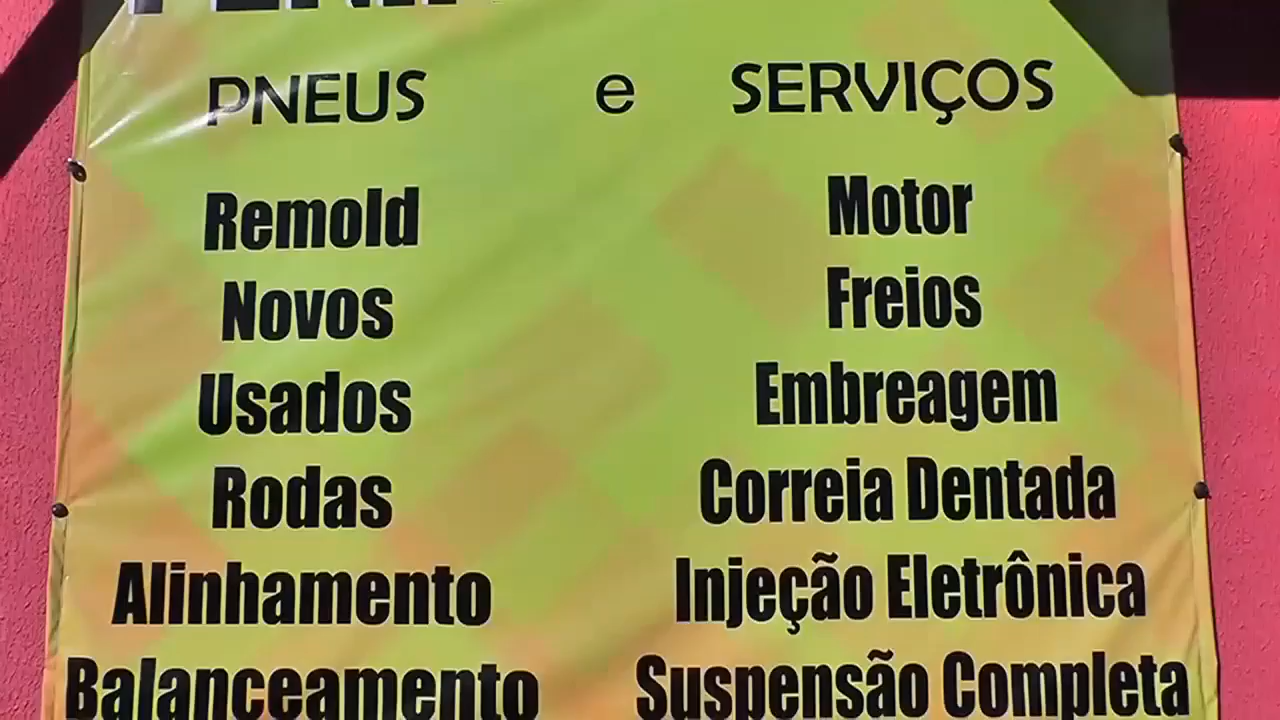 PNEUS e SERVIÇOS
Remold
Novos
Usados
Rodas
Alinhamento
Balanceamento
Motor
Freios
Embreagem
Correia Dentada
Injeção Eletrônica
Suspensão Completa